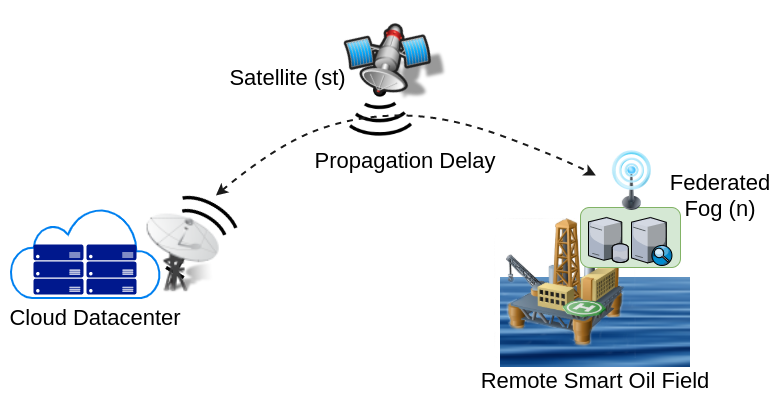 Satellite (st)
Propagation Delay
Federated
Fog (n)
H
Cloud Datacenter
Remote Smart Oil Field